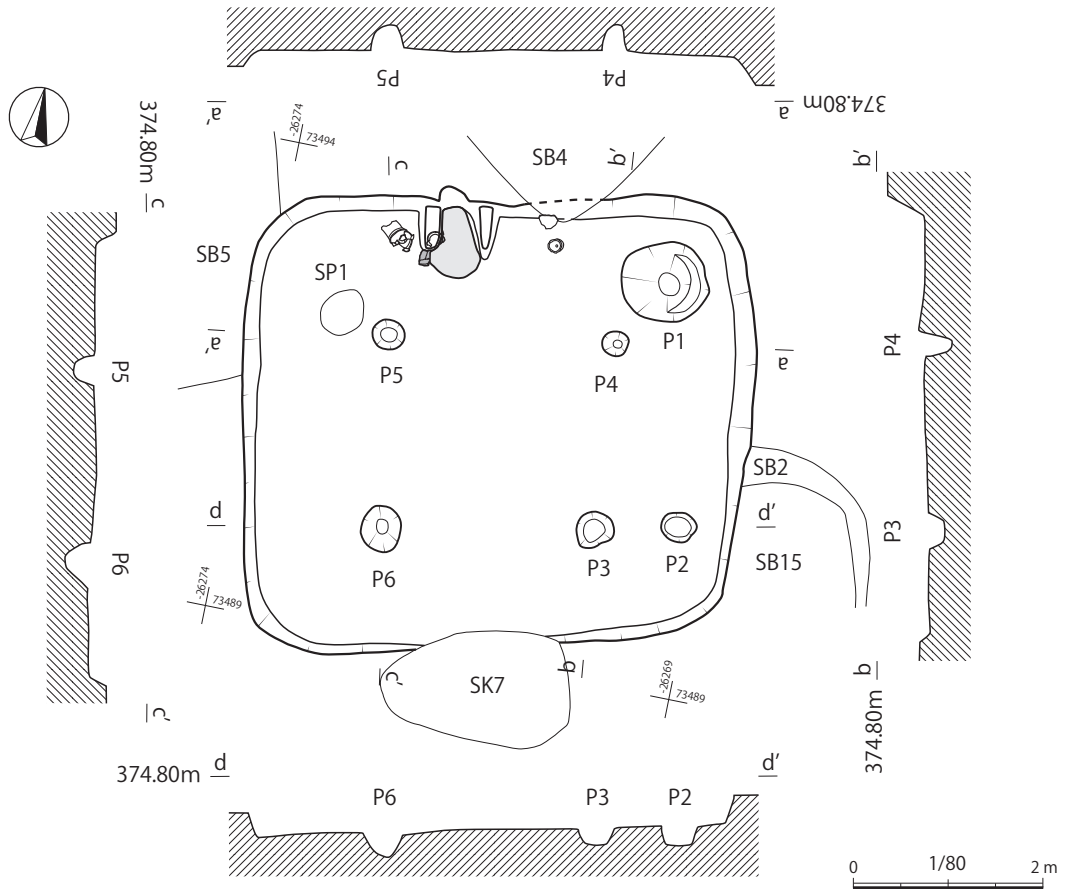 P5
P4
a'
a
374.80m
374.80m
c
-26274
73494
c
SB4
b'
b'
SB5
SP1
a'
P5
P4
P1
a
P5
P4
SB2
d
d'
P3
P6
P6
P3
P2
SB15
-26274
73489
c'
SK7
b
-26269
73489
b
374.80m
c'
374.80m
d
d'
P6
P3
P2
0
1/80
2 m